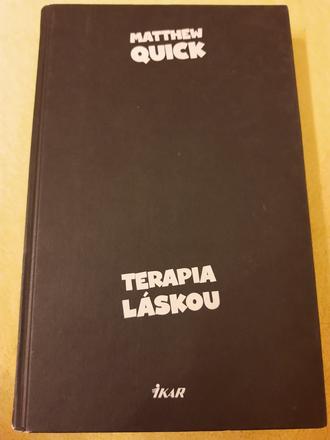 MATTHEW
QUICK
TERAPIA
LÁSKOU
IKAR